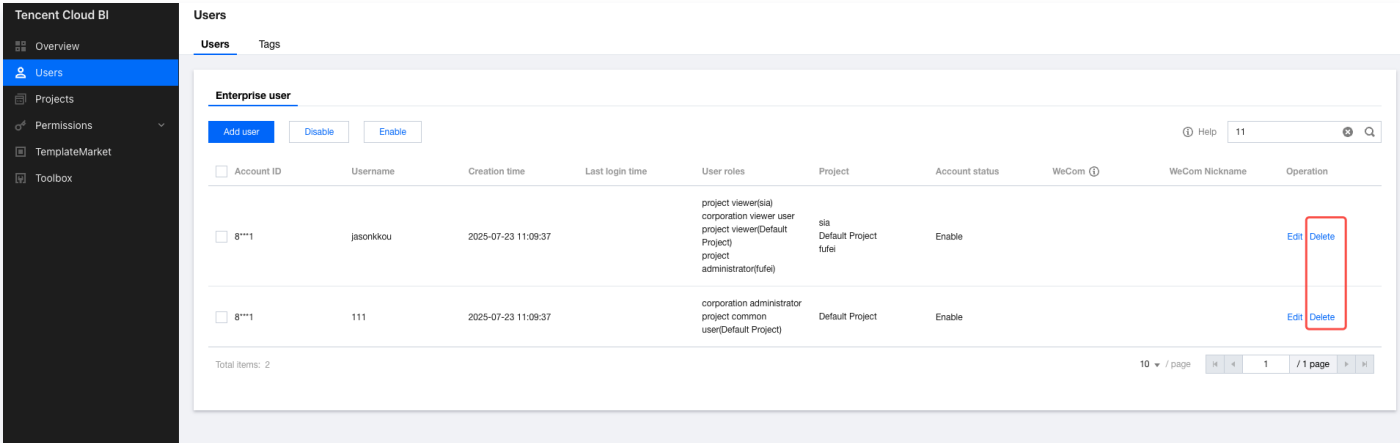 Tencent Cloud BI
Overview
Users
Projects
Permissions
TemplateMarket
Toolbox
Users
Users Tags
Enterprise user
Add user Disable Enable Help 11
Account ID Username Creation time Last login time User roles Project Account status WeCom WeCom Nickname Operation
project viewer(sia)
corporation viewer user
project viewer(Default
Project)
project
administrator(fufei)
sia
Default Project
fufei
8***1 jasonkkou 2025-07-23 11:09:37 Enable Edit Delete
corporation administrator
project common
user(Default Project)
8***1 111 2025-07-23 11:09:37 Default Project Enable Edit Delete
Total items: 2 10 / page 1 / 1 page